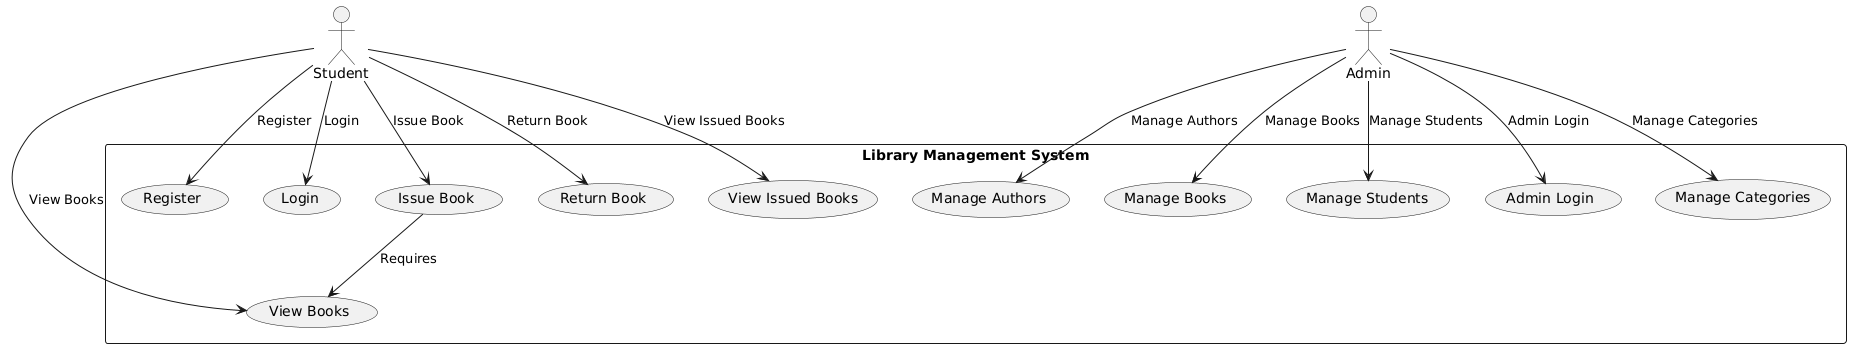 Student
Admin
Register
Login
Issue Book
Return Book
View Issued Books
Manage Authors
Manage Books
Manage Students
Admin Login
Manage Categories
Library Management System
View Books
Register
Login
Issue Book
Return Book
View Issued Books
Manage Authors
Manage Books
Manage Students
Admin Login
Manage Categories
Requires
View Books